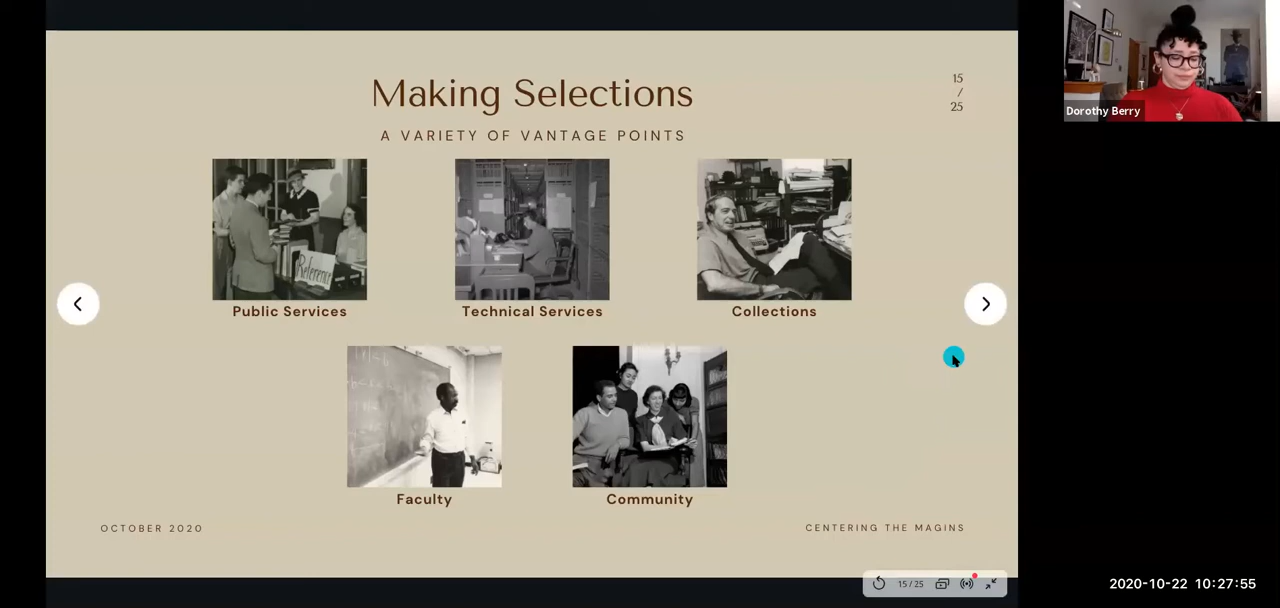 Making Selections
A VARIETY OF VANTAGE POINTS
15
/
25
Reference
Public Services
Technical Services
Collections
Faculty
Community
OCTOBER 2020
CENTERING THE MAGINS
15 / 25
Dorothy Berry
2020-10-22 10:27:55